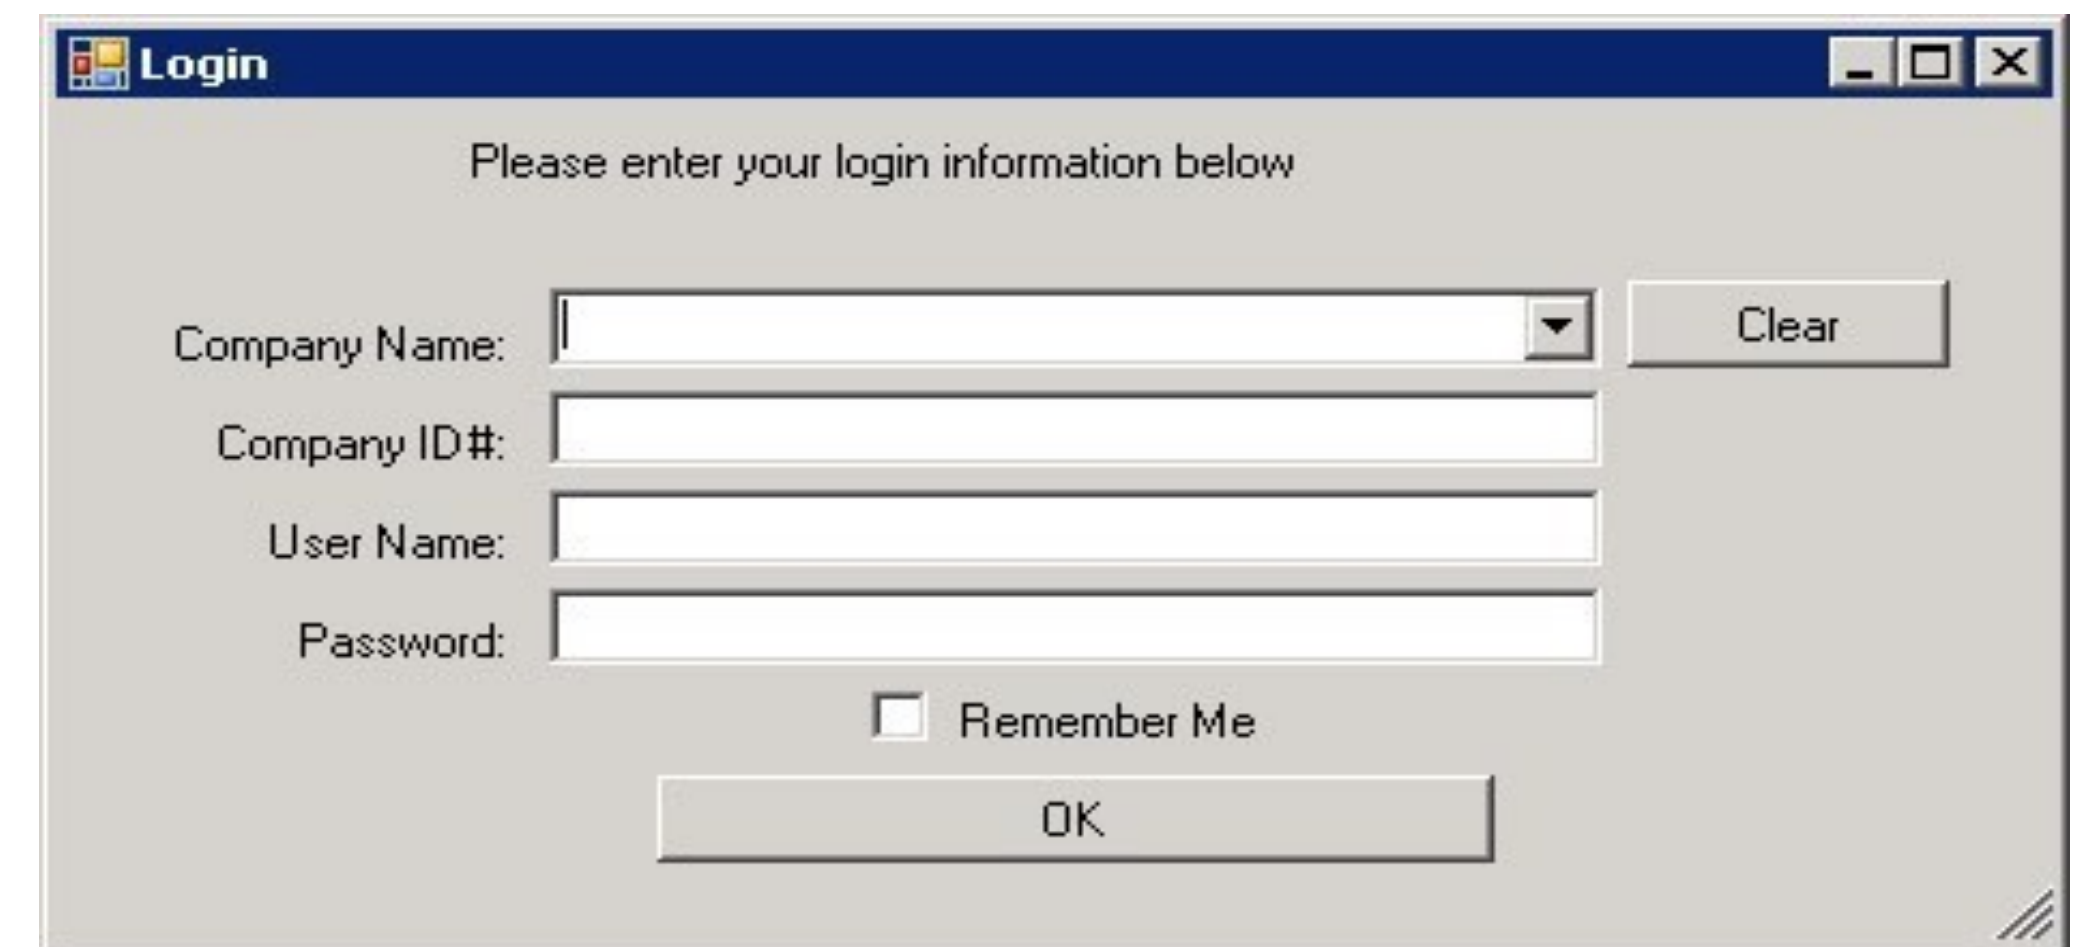 Login
Please enter your login information below
Company Name:
Clear
Company ID#:
User Name:
Password:
Remember Me
OK